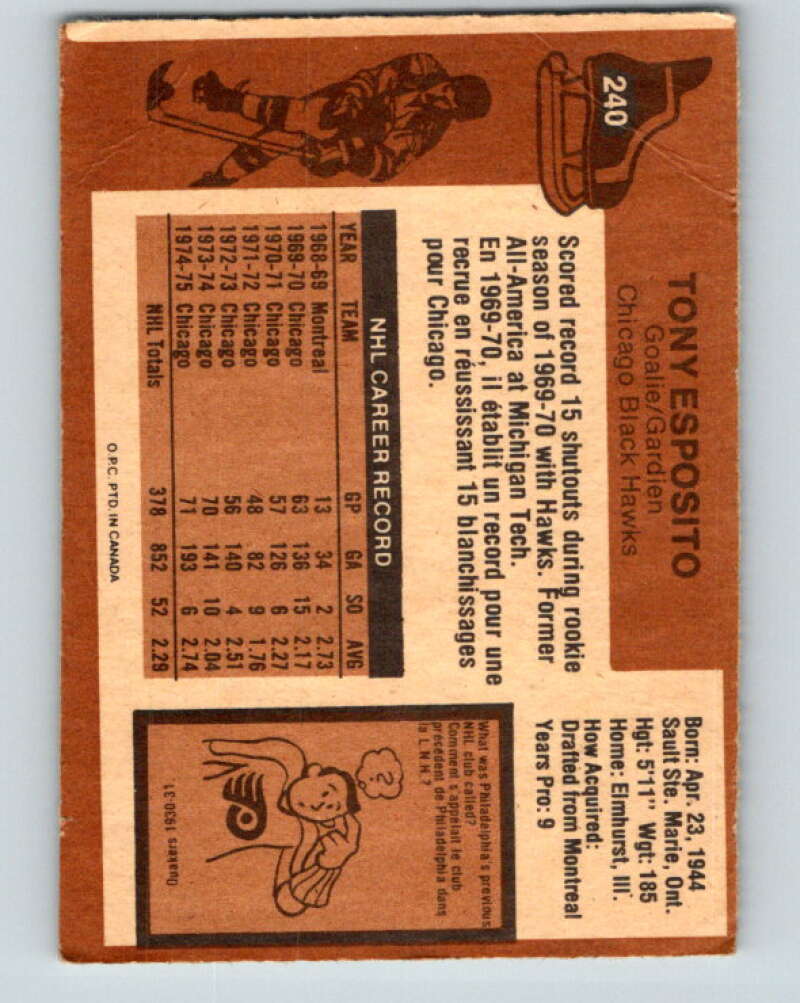 240
TONY ESPOSITO
Goalie/Gardien
Chicago Black Hawks
Born: Apr. 23, 1944
Sault Ste. Marie, Ont.
Hgt: 5'11" Wgt: 185
Home: Elmhurst, Ill.
How Acquired:
Drafted from Montreal
Years Pro: 9
Scored record 15 shutouts during rookie
season of 1969-70 with Hawks. Former
All-America at Michigan Tech.
En 1969-70, il établit un record pour une
recrue en réussissant 15 blanchissages
pour Chicago.
NHL CAREER RECORD
YEAR TEAM GP GA SO AVG
1968-69 Montreal 13 34 2 2.73
1969-70 Chicago 63 136 15 2.17
1970-71 Chicago 57 126 6 2.27
1971-72 Chicago 48 82 9 1.76
1972-73 Chicago 56 140 4 2.51
1973-74 Chicago 70 141 10 2.04
1974-75 Chicago 71 193 6 2.74
NHL Totals 378 852 52 2.29
What was Philadelphia's previous
NHL club called?
Comment s'appelait le club
précédent de Philadelphia dans
la L.N.H.?
?
Quakers 1930-31
O.P.C. PTD. IN CANADA